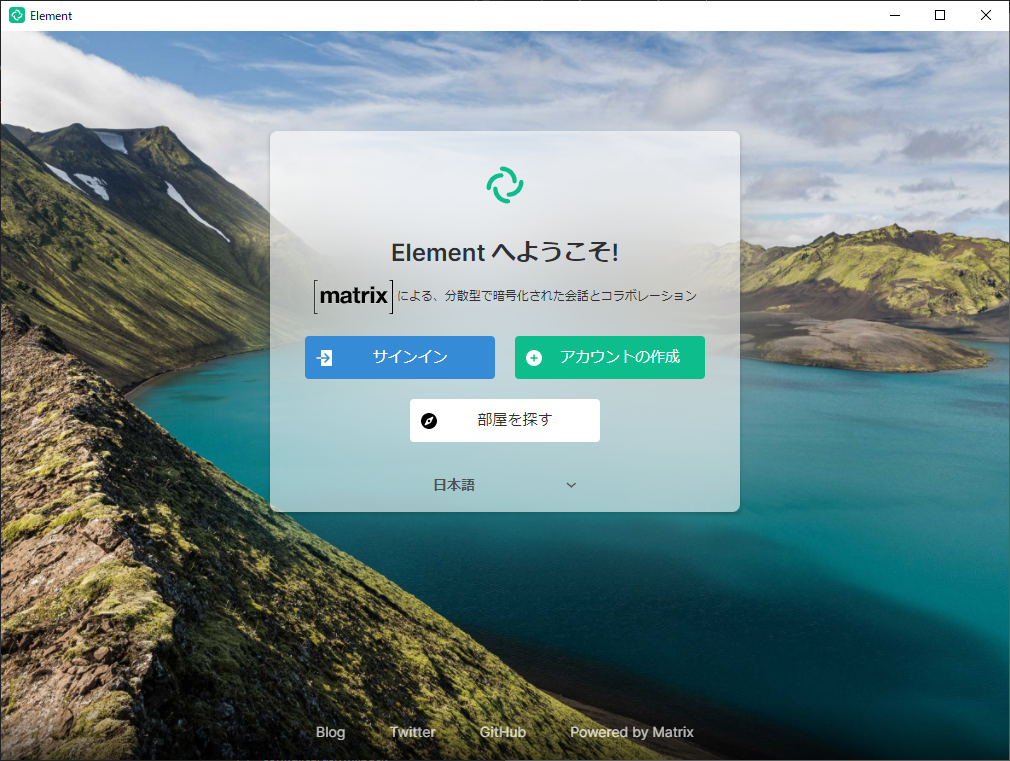 Element
Element へようこそ!
[matrix] による、分散型で暗号化された会話とコラボレーション
サインイン
アカウントの作成
部屋を探す
日本語
Blog
Twitter
GitHub
Powered by Matrix